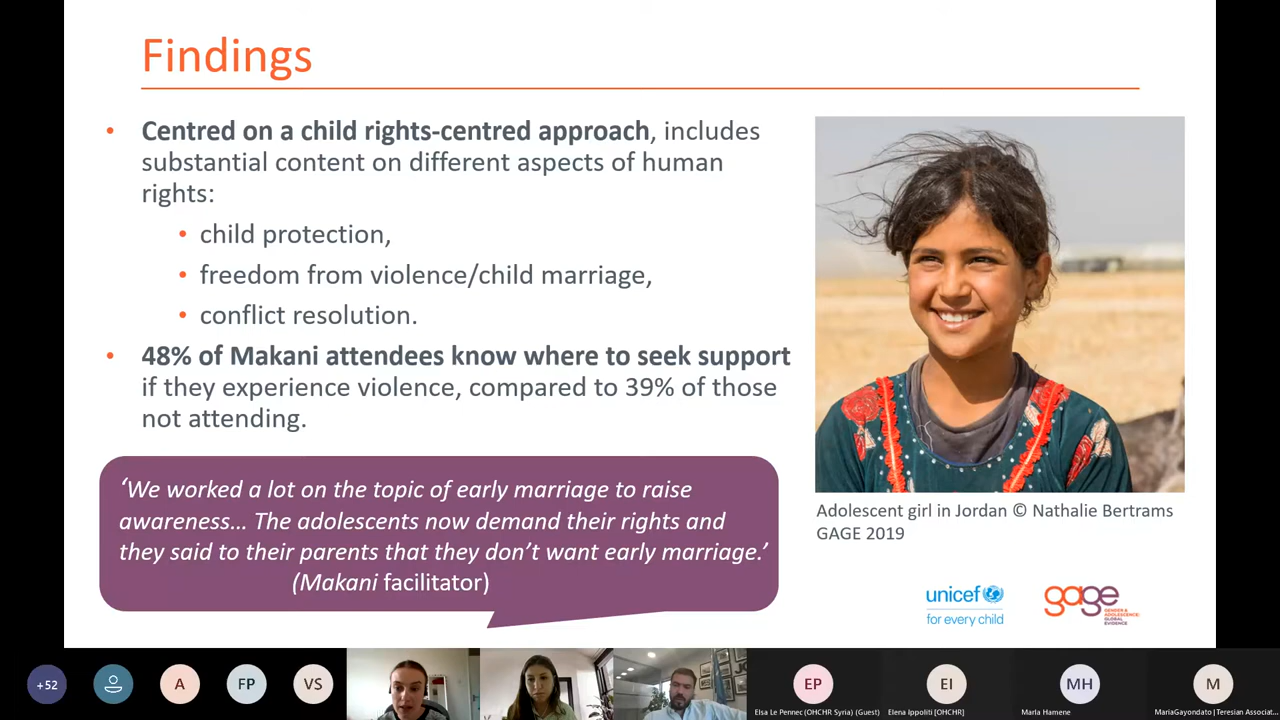 Findings
• Centred on a child rights-centred approach, includes
substantial content on different aspects of human
rights:
• child protection,
• freedom from violence/child marriage,
• conflict resolution.
• 48% of Makani attendees know where to seek support
if they experience violence, compared to 39% of those
not attending.
‘We worked a lot on the topic of early marriage to raise
awareness... The adolescents now demand their rights and
they said to their parents that they don’t want early marriage.’
(Makani facilitator)
Adolescent girl in Jordan © Nathalie Bertrams
GAGE 2019
unicef
for every child
gage
GENDER &
ADOLESCENCE:
GLOBAL
EVIDENCE
+52
A
FP
VS
EP
EI
MH
M
Elsa Le Pennec (OHCHR Syria) (Guest)
Elena Ippoliti [OHCHR]
Marla Hamene
MariaGayondato [Teresian Associat...